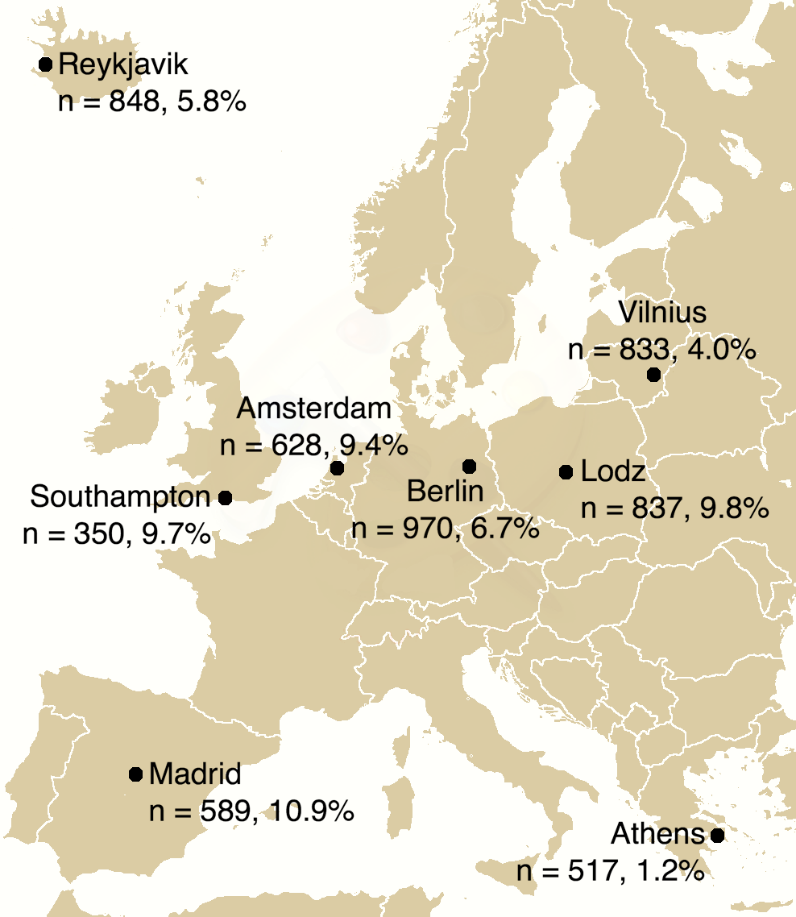 Reykjavik
n = 848, 5.8%
Vilnius
n = 833, 4.0%
Amsterdam
n = 628, 9.4%
Southampton
n = 350, 9.7%
Berlin
n = 970, 6.7%
Lodz
n = 837, 9.8%
Madrid
n = 589, 10.9%
Athens
n = 517, 1.2%